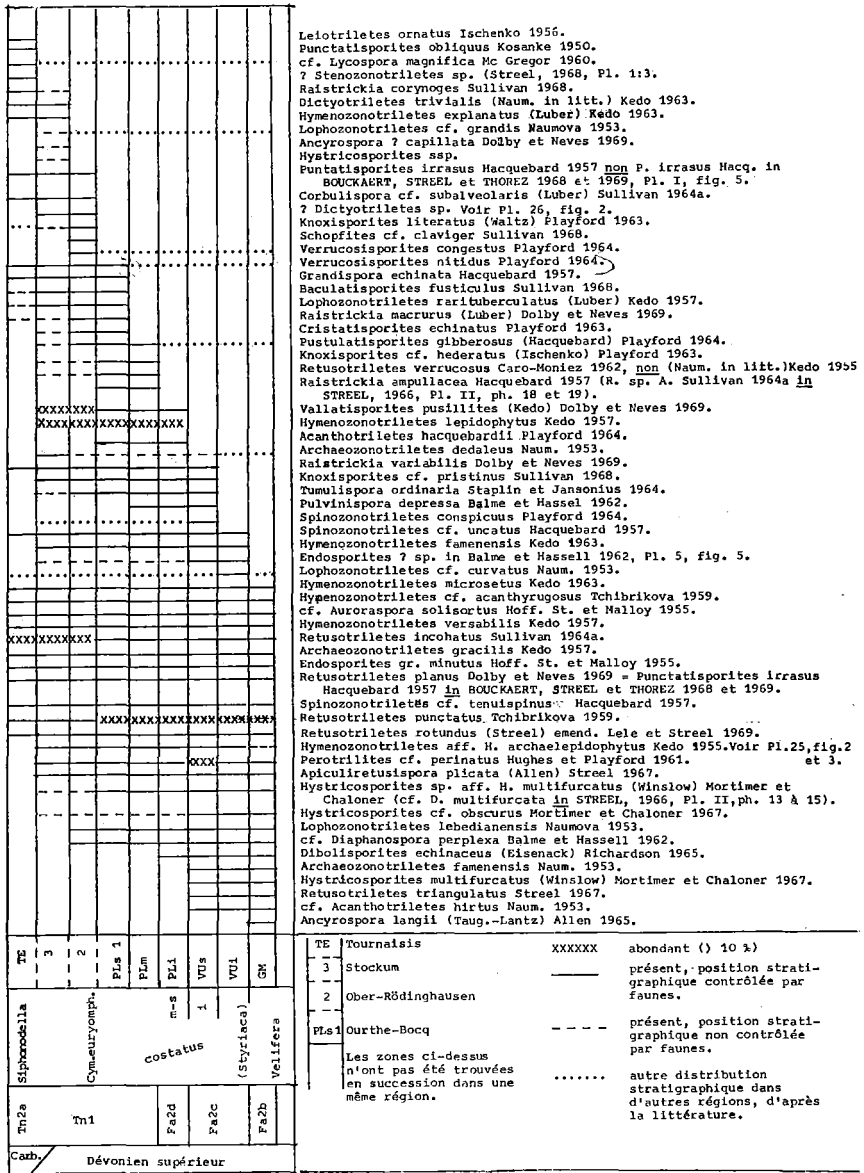 Leiotriletes ornatus Ischenko 1956.
Punctatisporites obliquus Kosanke 1950.
cf. Lycospora magnifica Mc Gregor 1960.
? Stenozonotriletes sp. (Streel, 1968, Pl. 1:3.
Raistrickia corynoges Sullivan 1968.
Dictyotriletes trivialis (Naum. in litt.) Kedo 1963.
Hymenozonotriletes explanatus (Luber) Kedo 1963.
Lophozonotriletes cf. grandis Naumova 1953.
Ancyrospora ? capillata Dolby et Neves 1969.
Hystricosporites ssp.
Puntatisporites irrasus Hacquebard 1957 non P. irrasus Hacq. in
BOUCKAERT, STREEL et THOREZ 1968 et 1969, Pl. I, fig. 5.
Corbulispora cf. subalveolaris (Luber) Sullivan 1964a.
? Dictyotriletes sp. Voir Pl. 26, fig. 2.
Knoxisporites literatus (Waltz) Playford 1963.
Schopfites cf. claviger Sullivan 1968.
Verrucosisporites congestus Playford 1964.
Verrucosisporites nitidus Playford 1964.
Grandispora echinata Hacquebard 1957.
Baculatisporites fusticulus Sullivan 1968.
Lophozonotriletes rarituberculatus (Luber) Kedo 1957.
Raistrickia macrurus (Luber) Dolby et Neves 1969.
Cristatisporites echinatus Playford 1963.
Pustulatisporites gibberosus (Hacquebard) Playford 1964.
Knoxisporites cf. hederatus (Ischenko) Playford 1963.
Retusotriletes verrucosus Caro-Moniez 1962, non (Naum. in litt.)Kedo 1955
Raistrickia ampullacea Hacquebard 1957 (R. sp. A. Sullivan 1964a in
STREEL, 1966, Pl. II, ph. 18 et 19).
Vallatisporites pusillites (Kedo) Dolby et Neves 1969.
Hymenozonotriletes lepidophytus Kedo 1957.
Acanthotriletes hacquebardii Playford 1964.
Archaeozonotriletes dedaleus Naum. 1953.
Raistrickia variabilis Dolby et Neves 1969.
Knoxisporites cf. pristinus Sullivan 1968.
Tumulispora ordinaria Staplin et Jansonius 1964.
Pulvinispora depressa Balme et Hassel 1962.
Spinozonotriletes conspicuus Playford 1964.
Spinozonotriletes cf. uncatus Hacquebard 1957.
Hymenozonotriletes famenensis Kedo 1963.
Endosporites ? sp. in Balme et Hassell 1962, Pl. 5, fig. 5.
Lophozonotriletes cf. curvatus Naum. 1953.
Hymenozonotriletes microsetus Kedo 1963.
Hymenozonotriletes cf. acanthyrugosus Tchibrikova 1959.
cf. Auroraspora solisortus Hoff. St. et Malloy 1955.
Hymenozonotriletes versabilis Kedo 1957.
Retusotriletes incohatus Sullivan 1964a.
Archaeozonotriletes gracilis Kedo 1957.
Endosporites gr. minutus Hoff. St. et Malloy 1955.
Retusotriletes planus Dolby et Neves 1969 = Punctatisporites irrasus
Hacquebard 1957 in BOUCKAERT, STREEL et THOREZ 1968 et 1969.
Spinozonotriletes cf. tenuispinus Hacquebard 1957.
Retusotriletes punctatus Tchibrikova 1959.
Retusotriletes rotundus (Streel) emend. Lele et Streel 1969.
Hymenozonotriletes aff. H. archaelepidophytus Kedo 1955.Voir Pl.25,fig.2
Perotrilites cf. perinatus Hughes et Playford 1961. et 3.
Apiculiretusispora plicata (Allen) Streel 1967.
Hystricosporites sp. aff. H. multifurcatus (Winslow) Mortimer et
Chaloner (cf. D. multifurcata in STREEL, 1966, Pl. II,ph. 13 à 15).
Hystricosporites cf. obscurus Mortimer et Chaloner 1967.
Lophozonotriletes lebedianensis Naumova 1953.
cf. Diaphanospora perplexa Balme et Hassell 1962.
Dibolisporites echinaceus (Eisenack) Richardson 1965.
Archaeozonotriletes famenensis Naum. 1953.
Hystricosporites multifurcatus (Winslow) Mortimer et Chaloner 1967.
Retusotriletes triangulatus Streel 1967.
cf. Acanthotriletes hirtus Naum. 1953.
Ancyrospora langii (Taug.-Lantz) Allen 1965.
TE 3 2 PLs 1 PLm PLi VUs VUi GM
Siphonodella Cym.euryomph. costatus m-s i (Styriaca) Velifera
Tn2a Tn1 Fa2d Fa2c Fa2b
Carb. Dévonien supérieur
TE Tournaisis
3 Stockum
2 Ober-Rödinghausen
PLs1 Ourthe-Bocq
Les zones ci-dessus
n'ont pas été trouvées
en succession dans une
même région.
xxxxxx abondant () 10 %)
présent, position strati-
graphique contrôlée par
faunes.
présent, position strati-
graphique non contrôlée
par faunes.
autre distribution
stratigraphique dans
d'autres régions, d'après
la littérature.